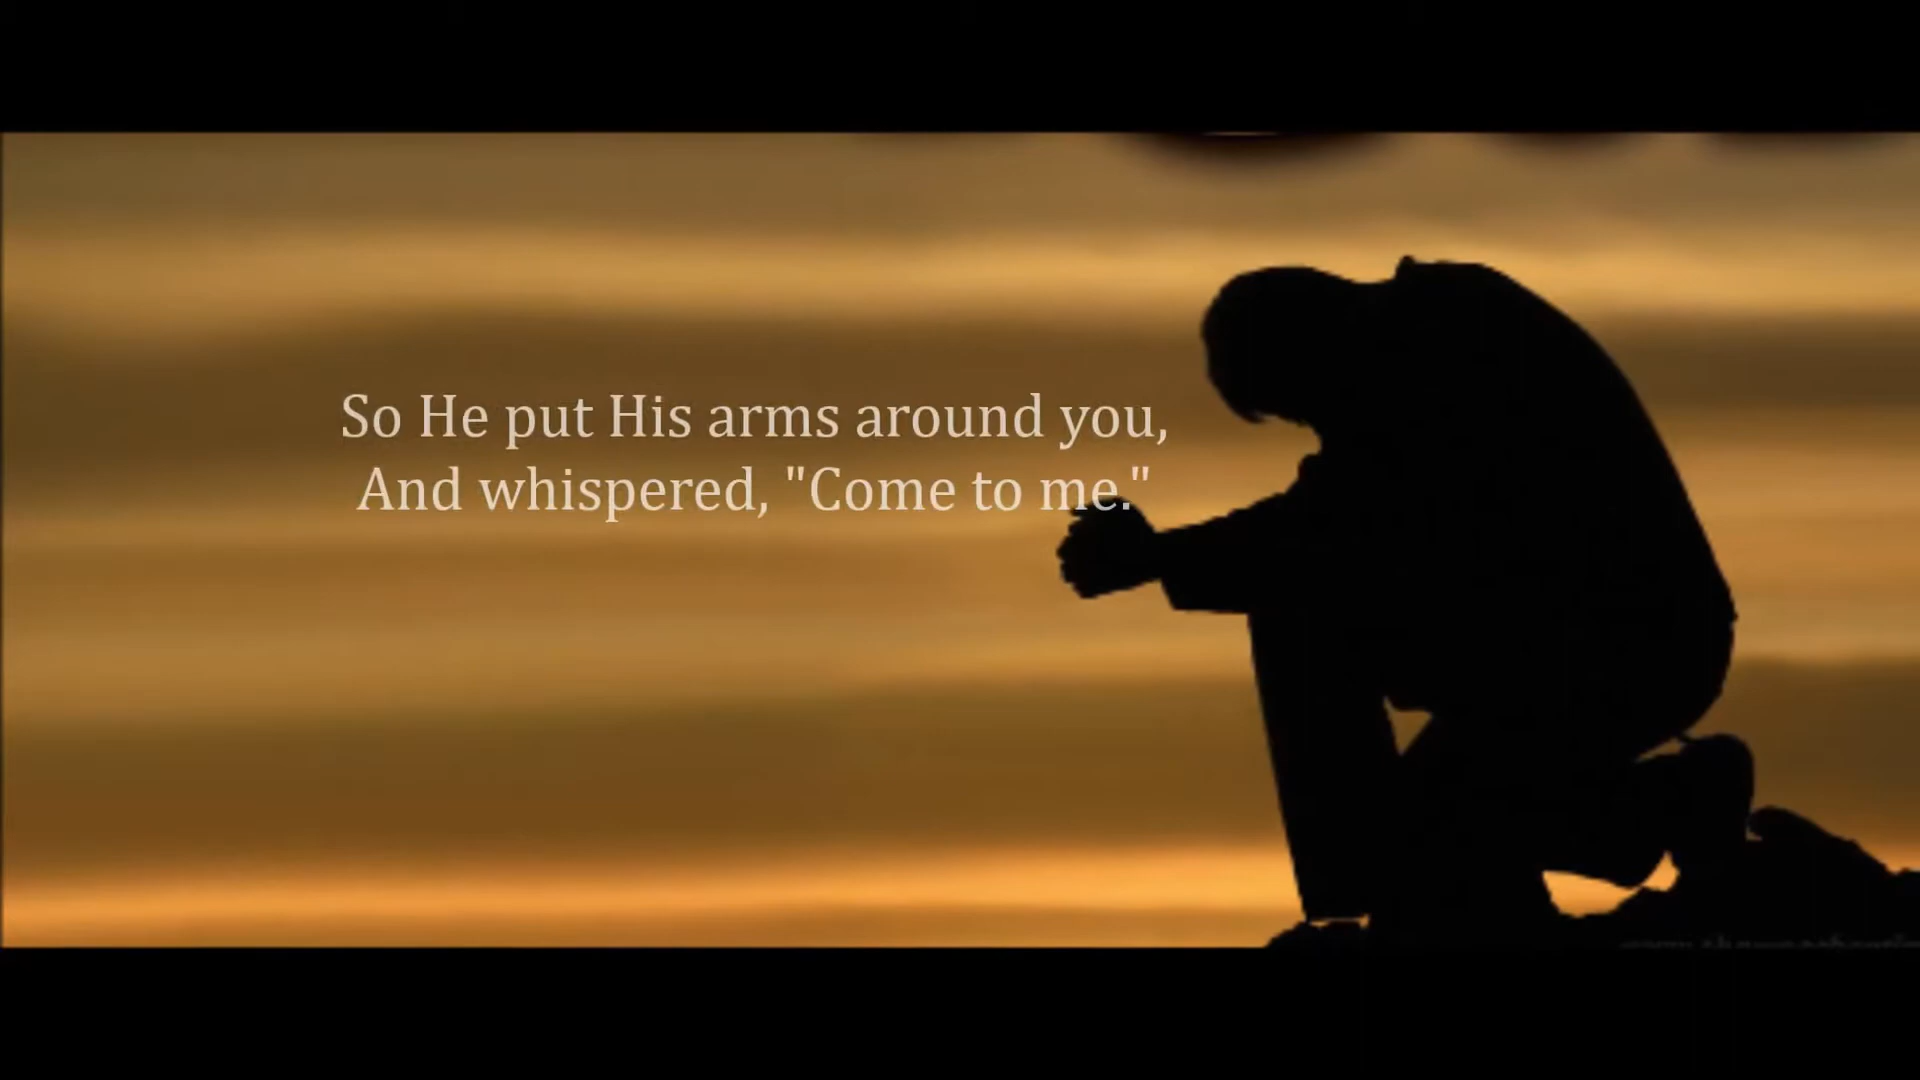 So He put His arms around you,
And whispered, "Come to me."